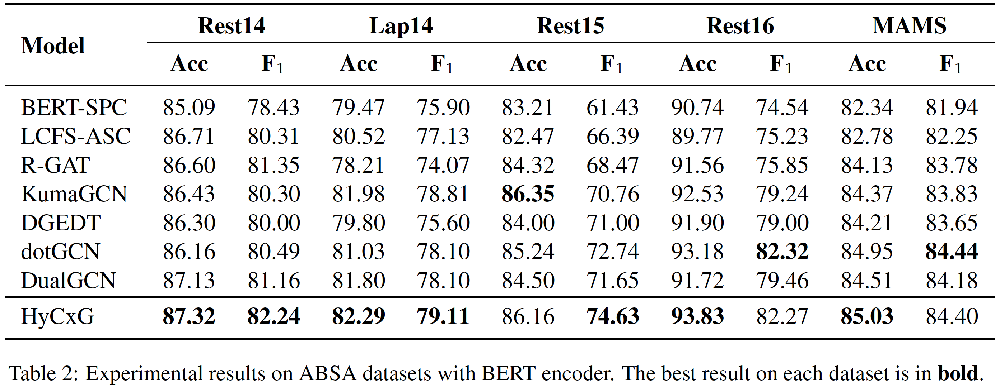 Model Rest14 Lap14 Rest15 Rest16 MAMS
Acc F1 Acc F1 Acc F1 Acc F1 Acc F1
BERT-SPC 85.09 78.43 79.47 75.90 83.21 61.43 90.74 74.54 82.34 81.94
LCFS-ASC 86.71 80.31 80.52 77.13 82.47 66.39 89.77 75.23 82.78 82.25
R-GAT 86.60 81.35 78.21 74.07 84.32 68.47 91.56 75.85 84.13 83.78
KumaGCN 86.43 80.30 81.98 78.81 86.35 70.76 92.53 79.24 84.37 83.83
DGEDT 86.30 80.00 79.80 75.60 84.00 71.00 91.90 79.00 84.21 83.65
dotGCN 86.16 80.49 81.03 78.10 85.24 72.74 93.18 82.32 84.95 84.44
DualGCN 87.13 81.16 81.80 78.10 84.50 71.65 91.72 79.46 84.51 84.18
HyCxG 87.32 82.24 82.29 79.11 86.16 74.63 93.83 82.27 85.03 84.40
Table 2: Experimental results on ABSA datasets with BERT encoder. The best result on each dataset is in bold.